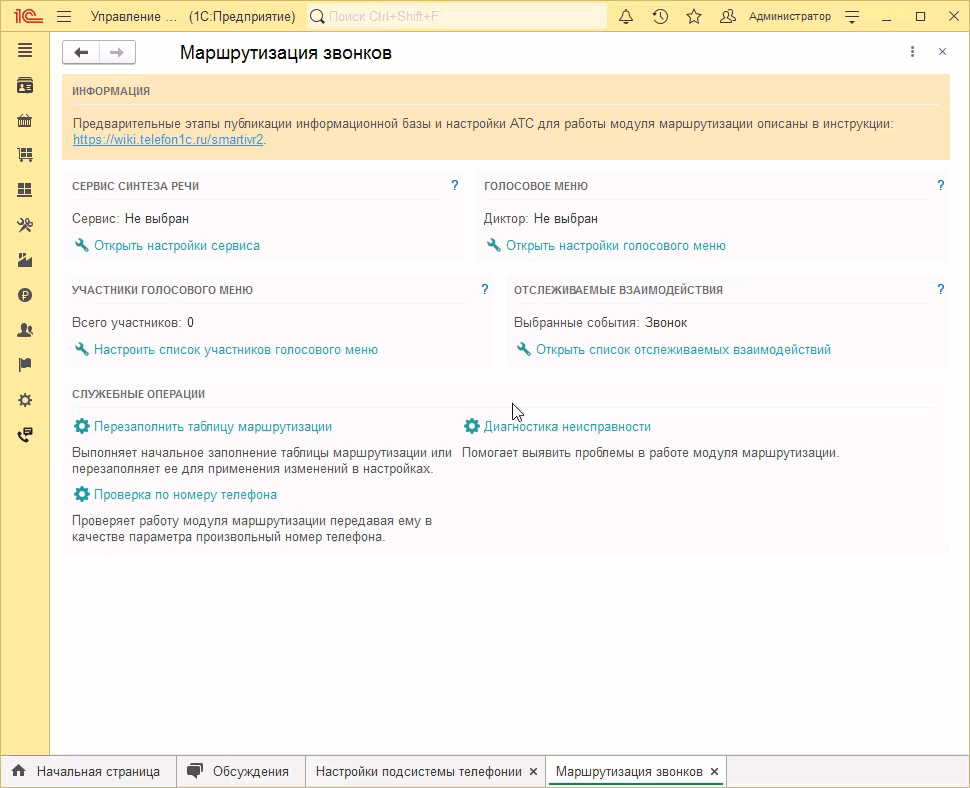 1С Управление ... (1С:Предприятие) Поиск Ctrl+Shift+F Администратор
Маршрутизация звонков
ИНФОРМАЦИЯ
Предварительные этапы публикации информационной базы и настройки АТС для работы модуля маршрутизации описаны в инструкции:
https://wiki.telefon1c.ru/smartivr2.
СЕРВИС СИНТЕЗА РЕЧИ ?
Сервис: Не выбран
Открыть настройки сервиса
ГОЛОСОВОЕ МЕНЮ ?
Диктор: Не выбран
Открыть настройки голосового меню
УЧАСТНИКИ ГОЛОСОВОГО МЕНЮ ?
Всего участников: 0
Настроить список участников голосового меню
ОТСЛЕЖИВАЕМЫЕ ВЗАИМОДЕЙСТВИЯ ?
Выбранные события: Звонок
Открыть список отслеживаемых взаимодействий
СЛУЖЕБНЫЕ ОПЕРАЦИИ
Перезаполнить таблицу маршрутизации
Выполняет начальное заполнение таблицы маршрутизации или
перезаполняет ее для применения изменений в настройках.
Диагностика неисправности
Помогает выявить проблемы в работе модуля маршрутизации.
Проверка по номеру телефона
Проверяет работу модуля маршрутизации передавая ему в
качестве параметра произвольный номер телефона.
Начальная страница Обсуждения Настройки подсистемы телефонии × Маршрутизация звонков ×